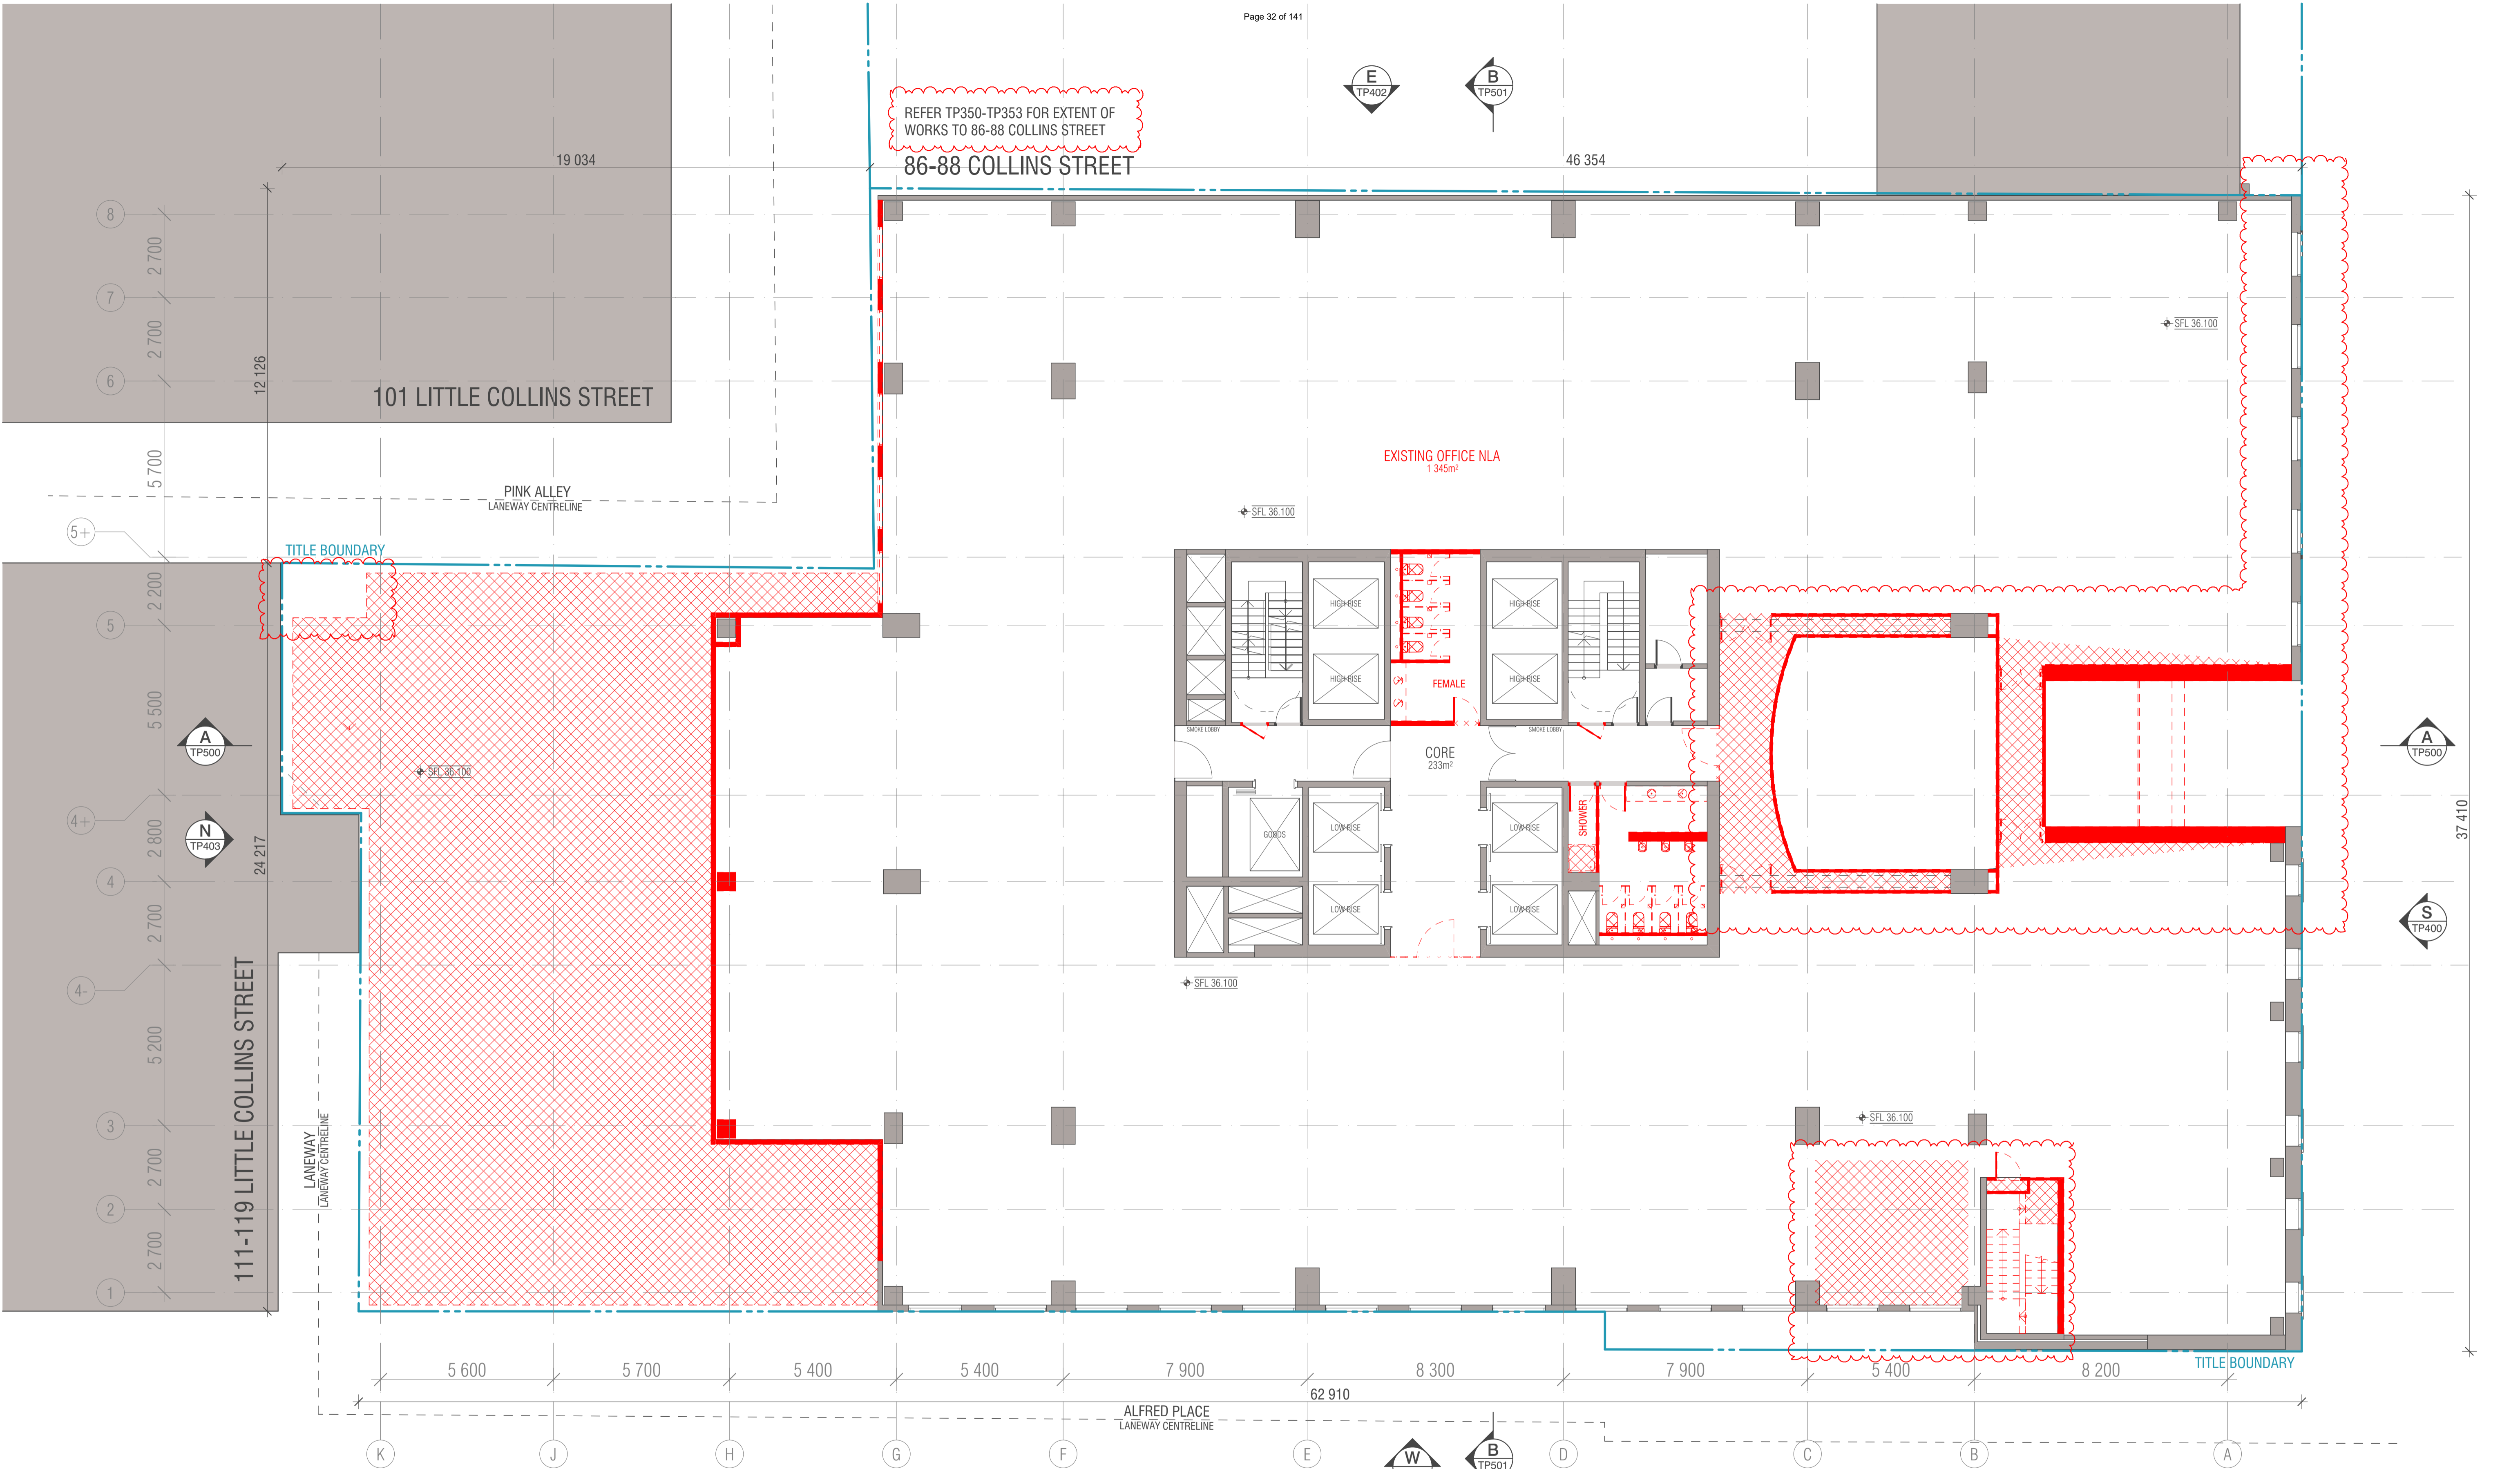 Page 32 of 141
E
TP402
B
TP501
REFER TP350-TP353 FOR EXTENT OF
WORKS TO 86-88 COLLINS STREET
86-88 COLLINS STREET
19 034
46 354
8
2 700
7
2 700
6
12 126
101 LITTLE COLLINS STREET
5 700
PINK ALLEY
LANEWAY CENTRELINE
5+
TITLE BOUNDARY
SFL 36.100
EXISTING OFFICE NLA
1 345m²
SFL 36.100
2 200
5
5 500
A
TP500
SFL 36.100
4+
N
TP403
2 800
24 217
4
2 700
4-
5 200
111-119 LITTLE COLLINS STREET
LANEWAY
LANEWAY CENTRELINE
3
2 700
2
2 700
1
HIGH RISE
HIGH RISE
HIGH RISE
HIGH RISE
FEMALE
SMOKE LOBBY
SMOKE LOBBY
CORE
233m²
GOODS
LOW RISE
LOW RISE
LOW RISE
LOW RISE
SHOWER
SFL 36.100
SFL 36.100
A
TP500
37 410
S
TP400
TITLE BOUNDARY
5 600
5 700
5 400
5 400
7 900
8 300
7 900
5 400
8 200
62 910
ALFRED PLACE
LANEWAY CENTRELINE
K
J
H
G
F
E
W
B
TP501
D
C
B
A